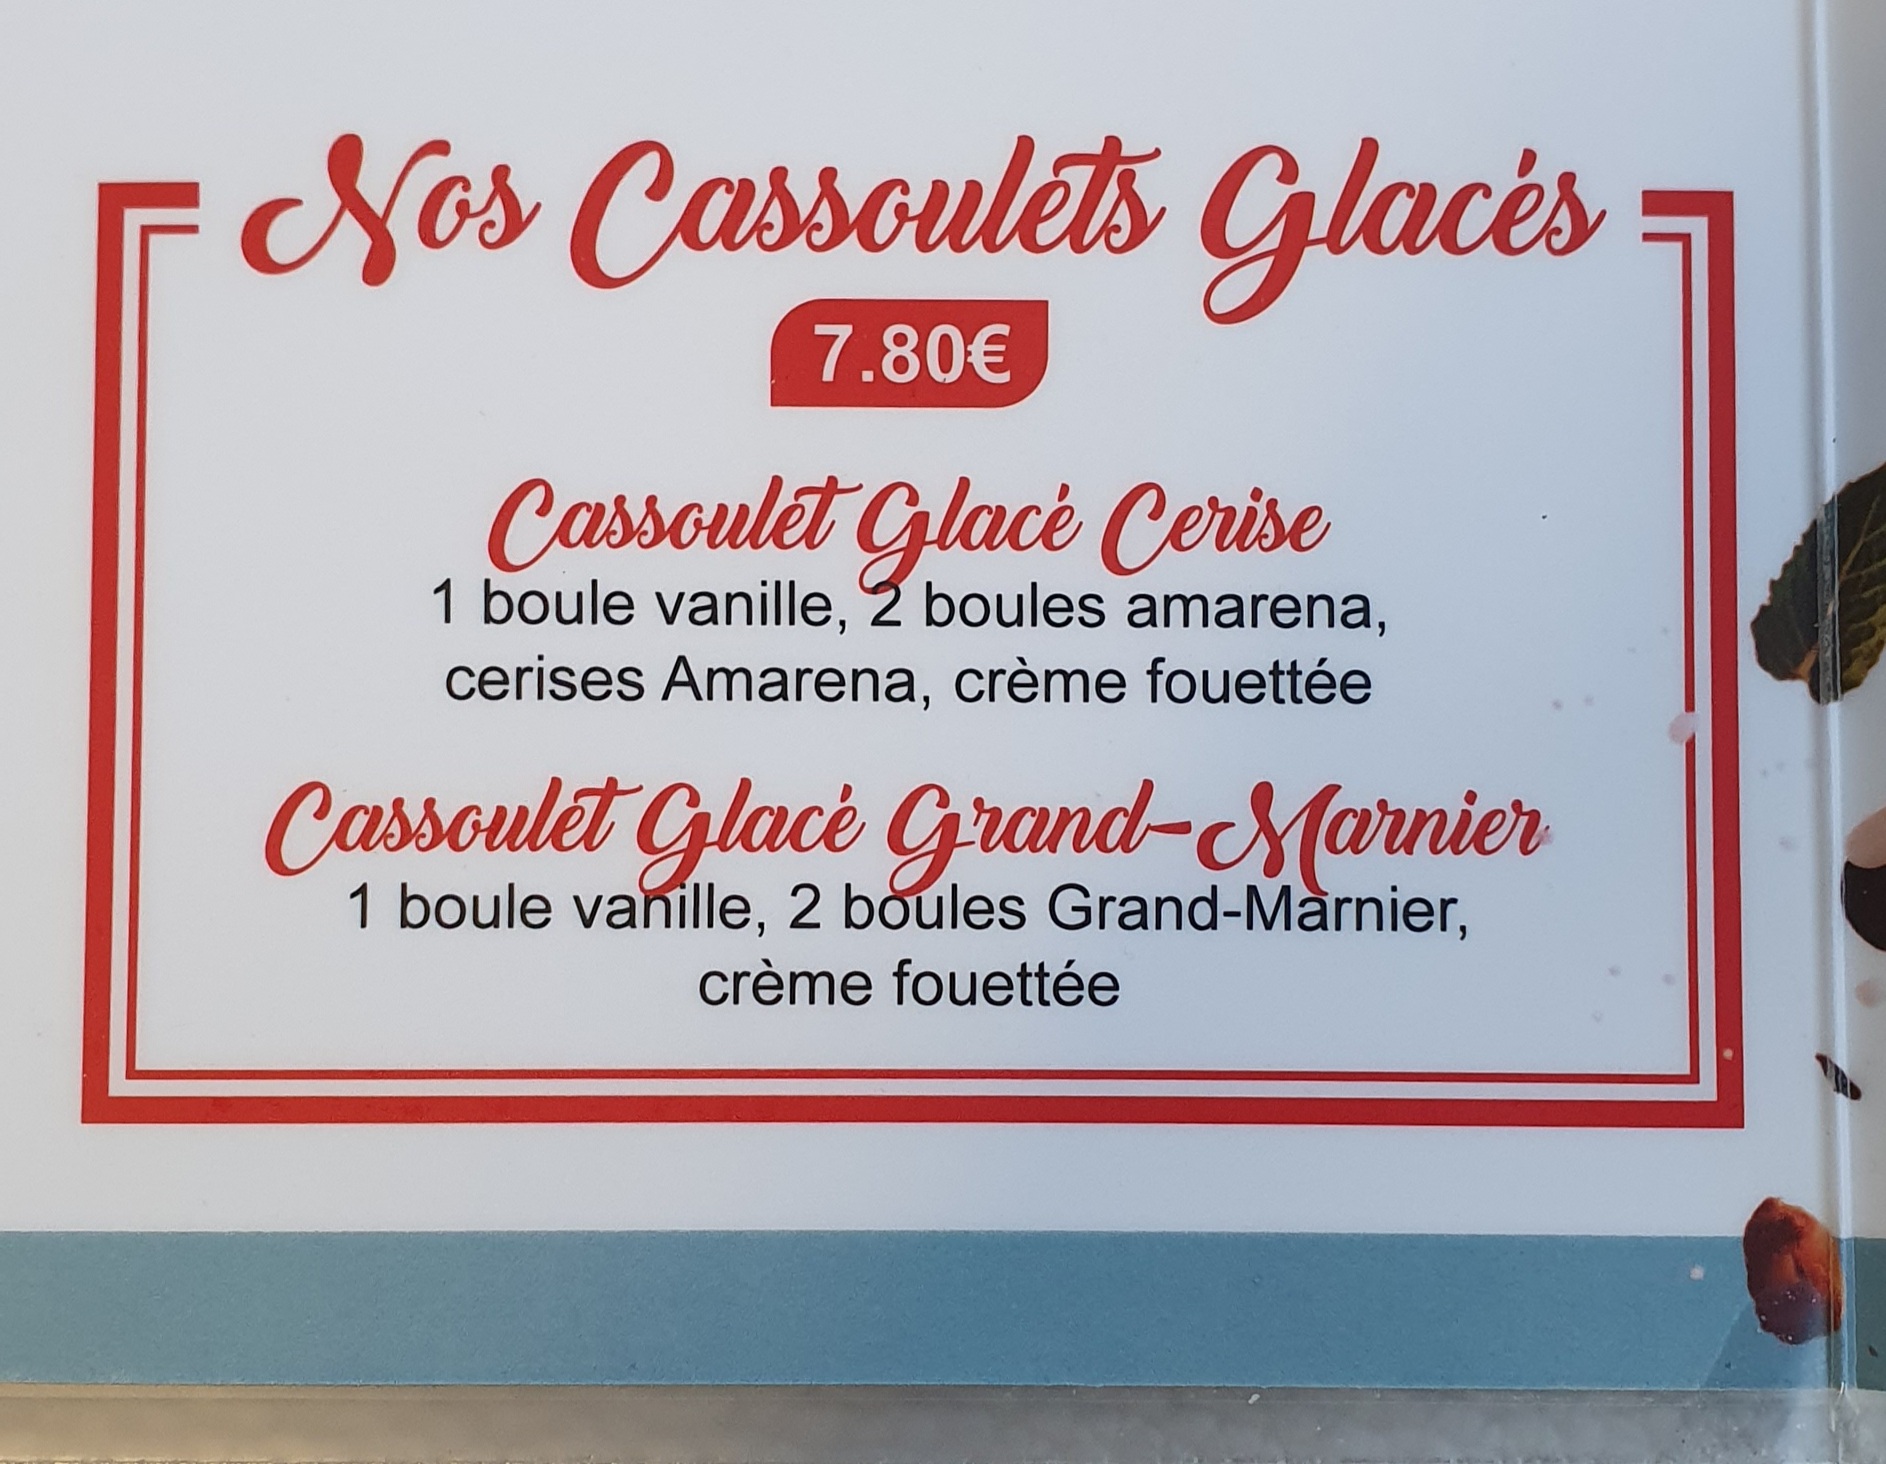 Nos Cassoulets Glacés
7.80€
Cassoulet Glacé Cerise
1 boule vanille, 2 boules amarena,
cerises Amarena, crème fouettée
Cassoulet Glacé Grand-Marnier
1 boule vanille, 2 boules Grand-Marnier,
crème fouettée